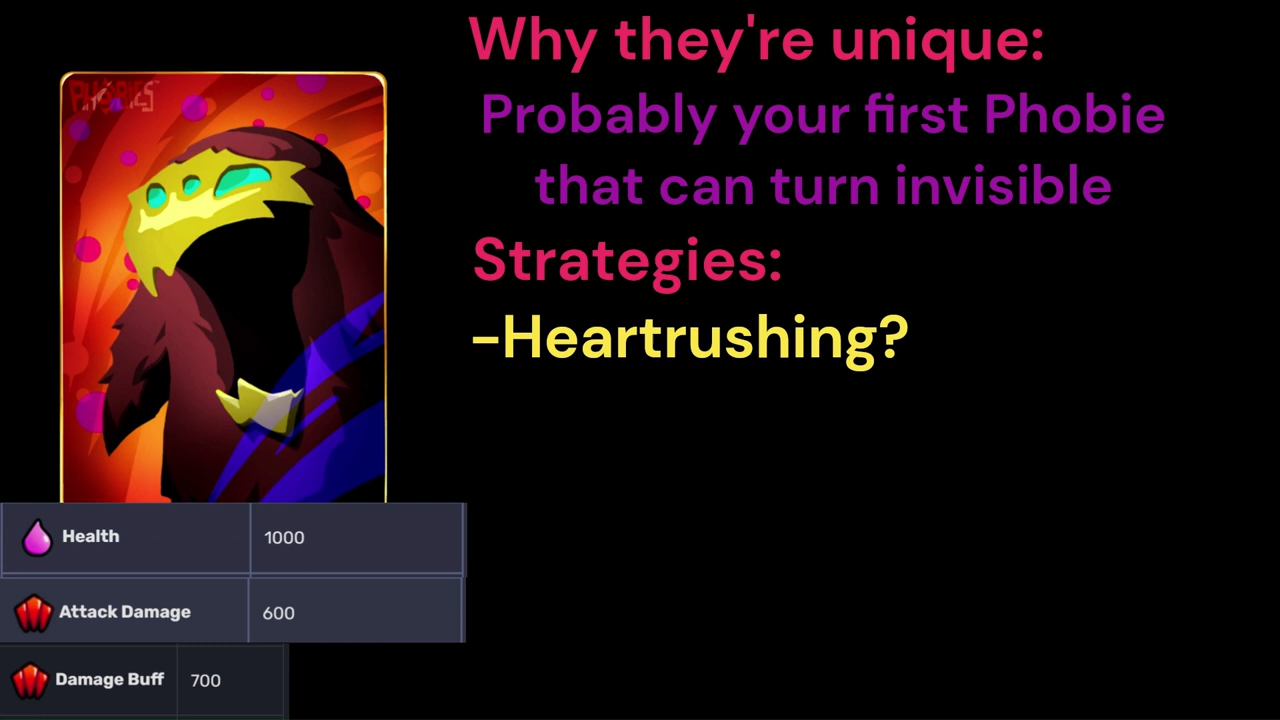 PHOBIES
Why they're unique:
Probably your first Phobie
that can turn invisible
Strategies:
-Heartrushing?
Health 1000
Attack Damage 600
Damage Buff 700